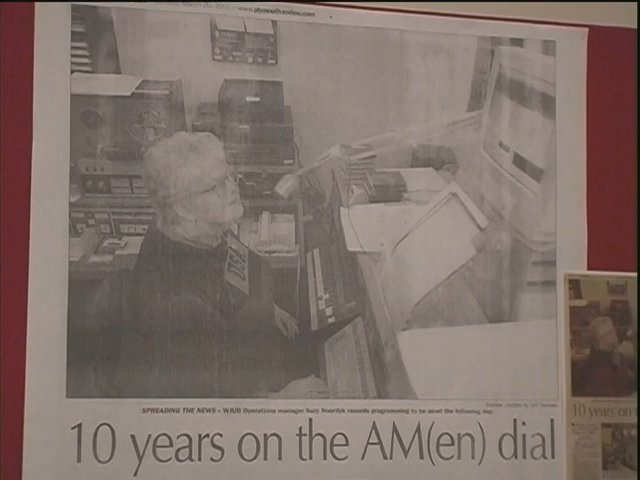 www.plymouthreview.com
SPREADING THE NEWS – WJUB Operations manager Suzy Noordyk records programming to be aired the following day.
10 years on the AM(en) dial
10 years on